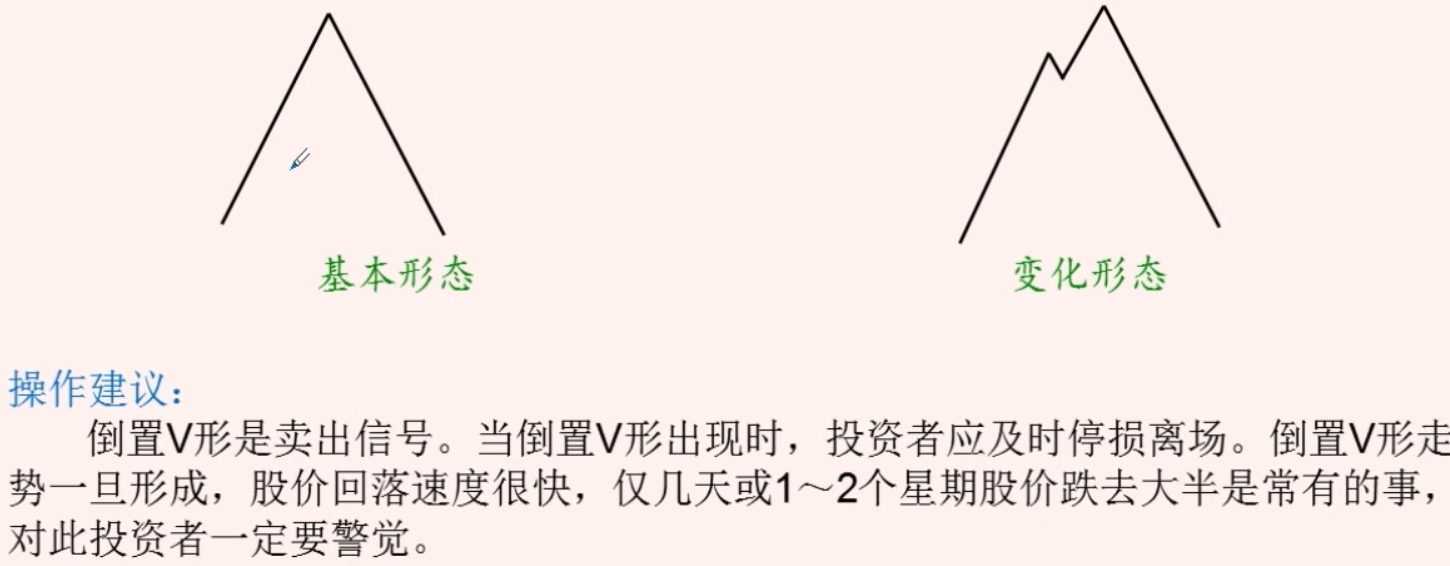 基本形态
变化形态
操作建议：
倒置V形是卖出信号。当倒置V形出现时，投资者应及时停损离场。倒置V形走
势一旦形成，股价回落速度很快，仅几天或1～2个星期股价跌去大半是常有的事，
对此投资者一定要警觉。